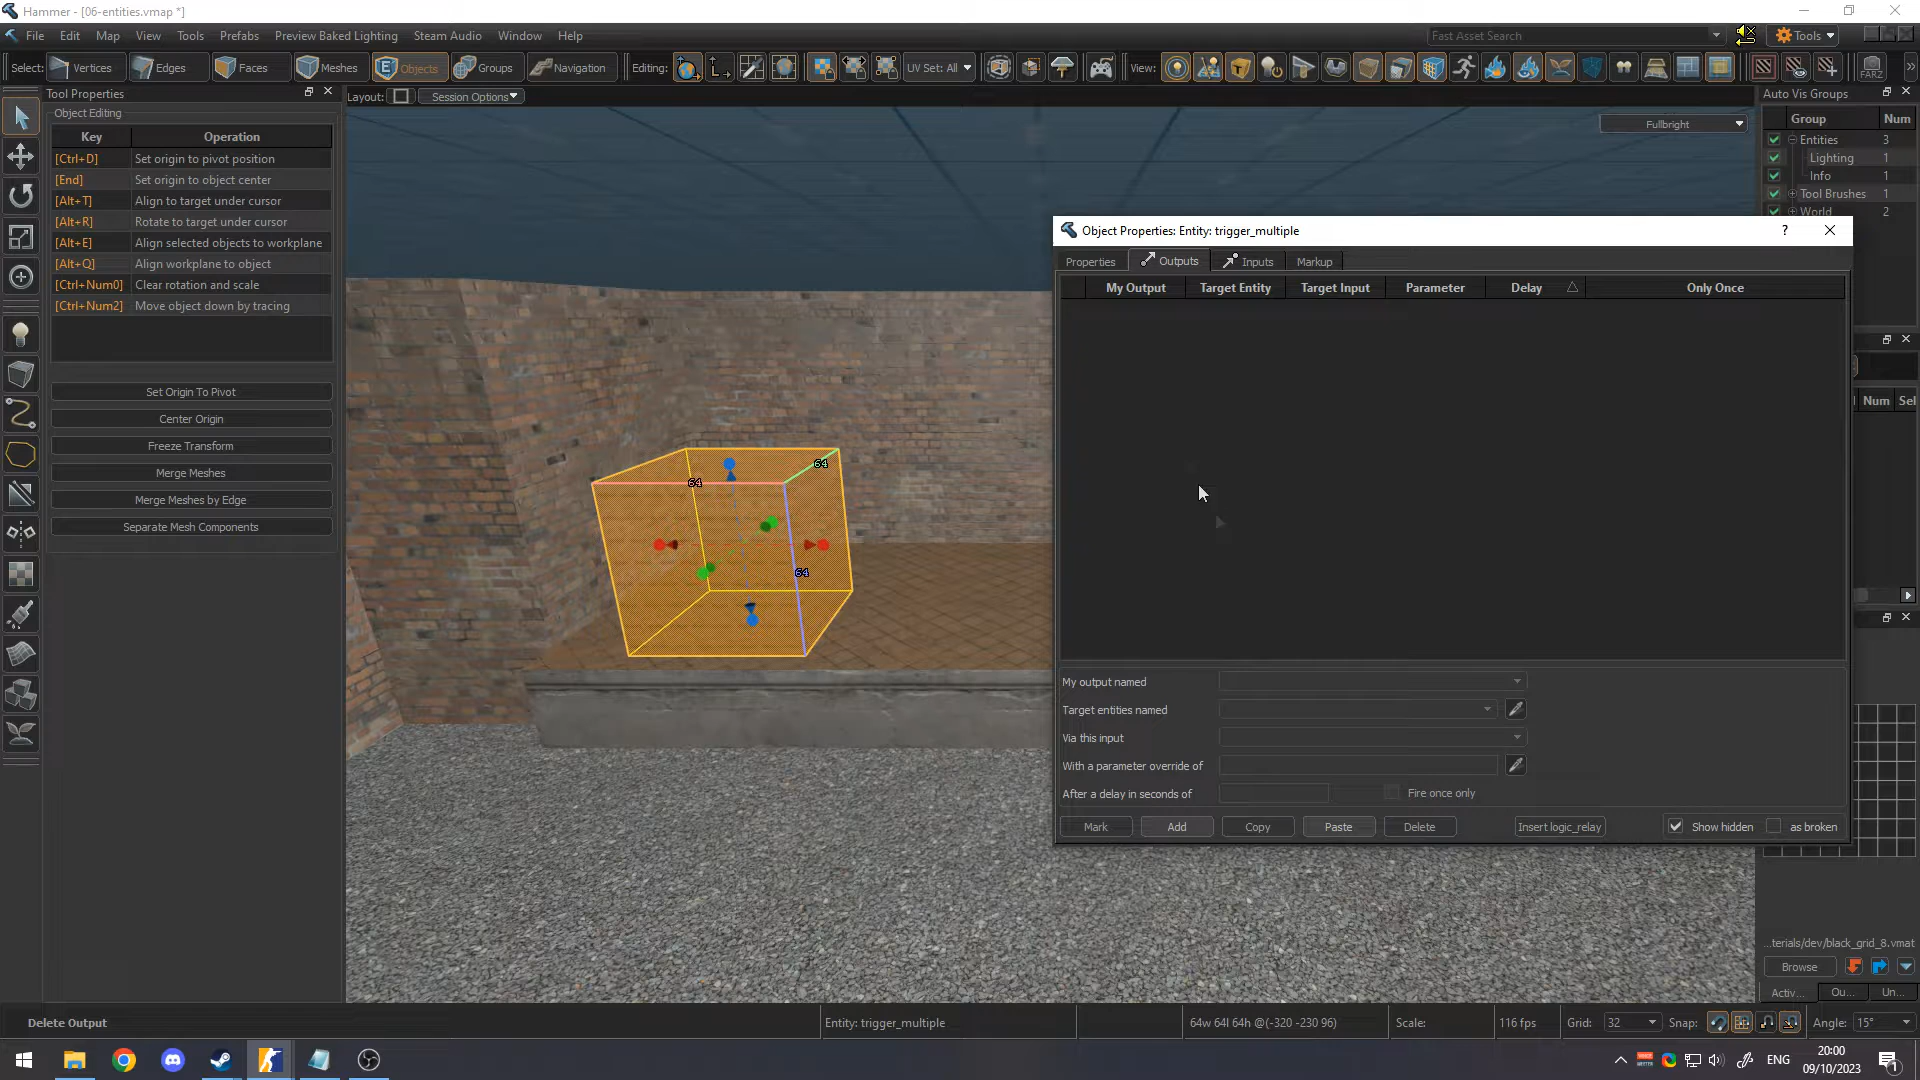 Hammer - [06-entities.vmap *]
File Edit Map View Tools Prefabs Preview Baked Lighting Steam Audio Window Help
Fast Asset Search
Tools
Select: Vertices Edges Faces Meshes Objects Groups Navigation Editing: UV Set: All View: FARZ
Tool Properties
Layout: Session Options
Auto Vis Groups
Object Editing
Key Operation
[Ctrl+D] Set origin to pivot position
[End] Set origin to object center
[Alt+T] Align to target under cursor
[Alt+R] Rotate to target under cursor
[Alt+E] Align selected objects to workplane
[Alt+Q] Align workplane to object
[Ctrl+Num0] Clear rotation and scale
[Ctrl+Num2] Move object down by tracing
Set Origin To Pivot
Center Origin
Freeze Transform
Merge Meshes
Merge Meshes by Edge
Separate Mesh Components
Fullbright
Group Num
Entities 3
Lighting 1
Info 1
Tool Brushes 1
World 2
64
64
64
Object Properties: Entity: trigger_multiple
?
Properties Outputs Inputs Markup
My Output Target Entity Target Input Parameter Delay Only Once
My output named
Target entities named
Via this input
With a parameter override of
After a delay in seconds of Fire once only
Mark Add Copy Paste Delete Insert logic_relay Show hidden as broken
Num Sel
...terials/dev/black_grid_8.vmat
Browse
Activ... Ou... Un...
Delete Output Entity: trigger_multiple 64w 64l 64h @(-320 -230 96) Scale: 116 fps Grid: 32 Snap: Angle: 15°
ENG
20:00
09/10/2023
1